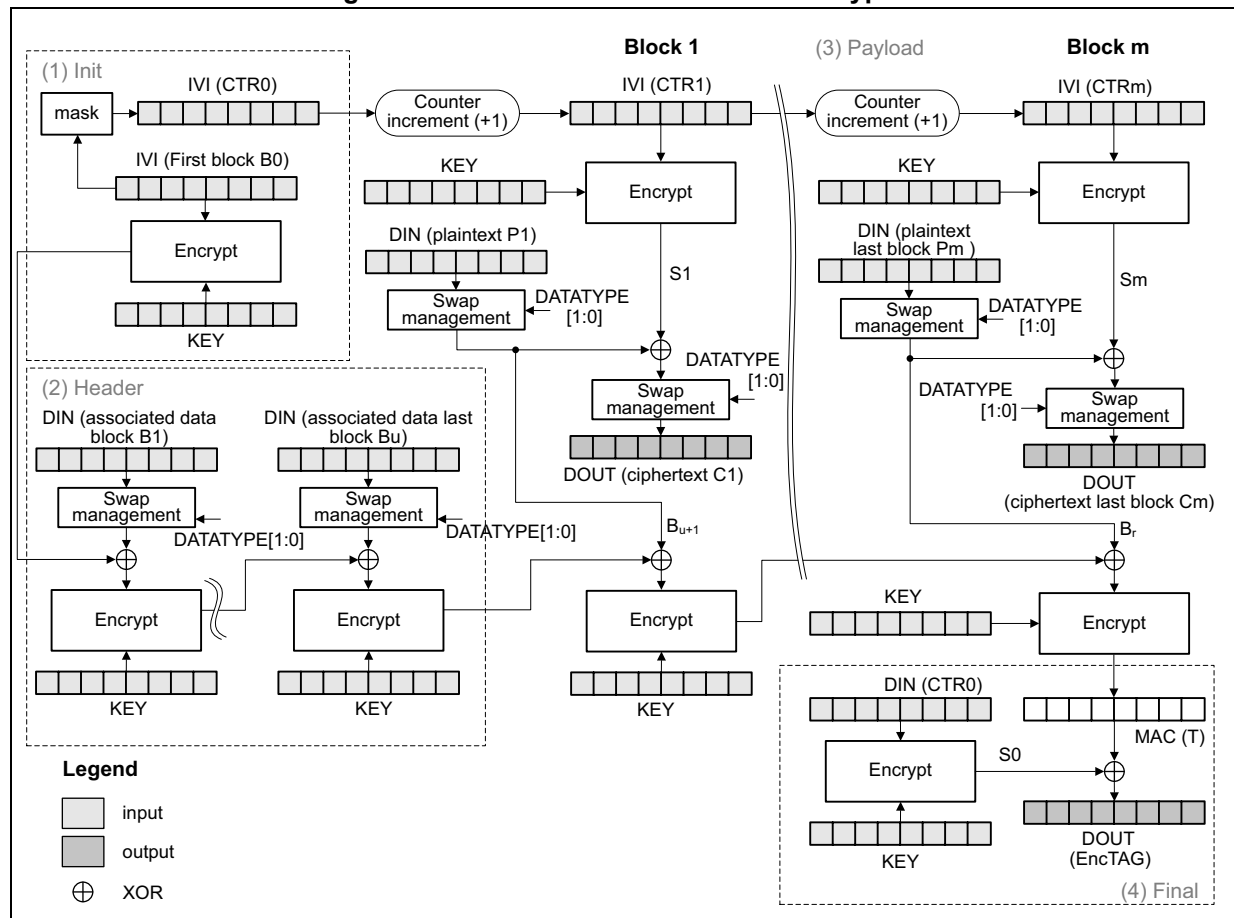 Block 1
(3) Payload
Block m
(1) Init
IVI (CTR0)
mask
Counter
increment (+1)
IVI (CTR1)
Counter
increment (+1)
IVI (CTRm)
IVI (First block B0)
Encrypt
KEY
KEY
Encrypt
DIN (plaintext P1)
Swap
management
DATATYPE
[1:0]
S1
DATATYPE
[1:0]
Swap
management
DOUT (ciphertext C1)
KEY
Encrypt
DIN (plaintext
last block Pm )
Swap
management
DATATYPE
[1:0]
Sm
DATATYPE
[1:0]
Swap
management
DOUT
(ciphertext last block Cm)
(2) Header
DIN (associated data
block B1)
Swap
management
DATATYPE[1:0]
Encrypt
KEY
DIN (associated data last
block Bu)
Swap
management
DATATYPE[1:0]
Encrypt
KEY
Bu+1
Encrypt
KEY
Br
KEY
Encrypt
DIN (CTR0)
Encrypt
KEY
S0
MAC (T)
DOUT
(EncTAG)
(4) Final
Legend
input
output
XOR